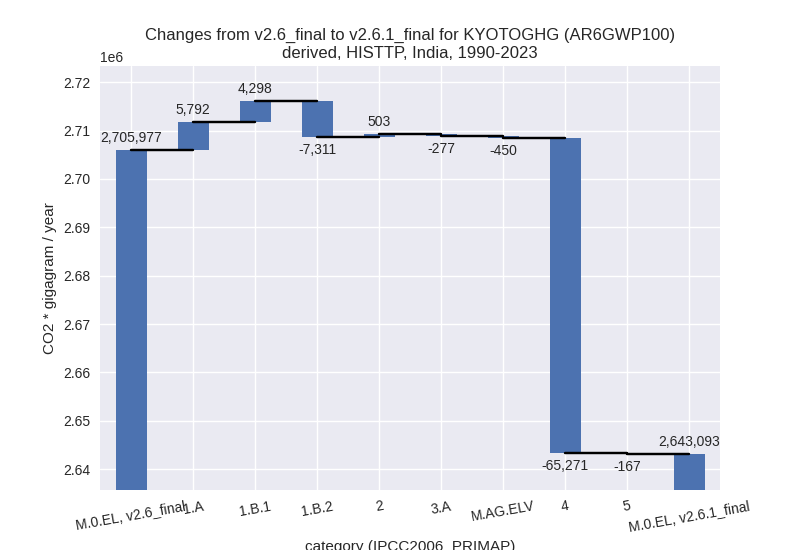 Changes from v2.6_final to v2.6.1_final for KYOTOGHG (AR6GWP100)
derived, HISTTP, India, 1990-2023
1e6
2.72
2.71
2.70
2.69
2.68
2.67
2.66
2.65
2.64
CO2 * gigagram / year
2,705,977
5,792
4,298
-7,311
503
-277
-450
-65,271
-167
2,643,093
M.0.EL, v2.6_final
1.A
1.B.1
1.B.2
2
3.A
M.AG.ELV
4
5
M.0.EL, v2.6.1_final
category (IPCC2006_PRIMAP)